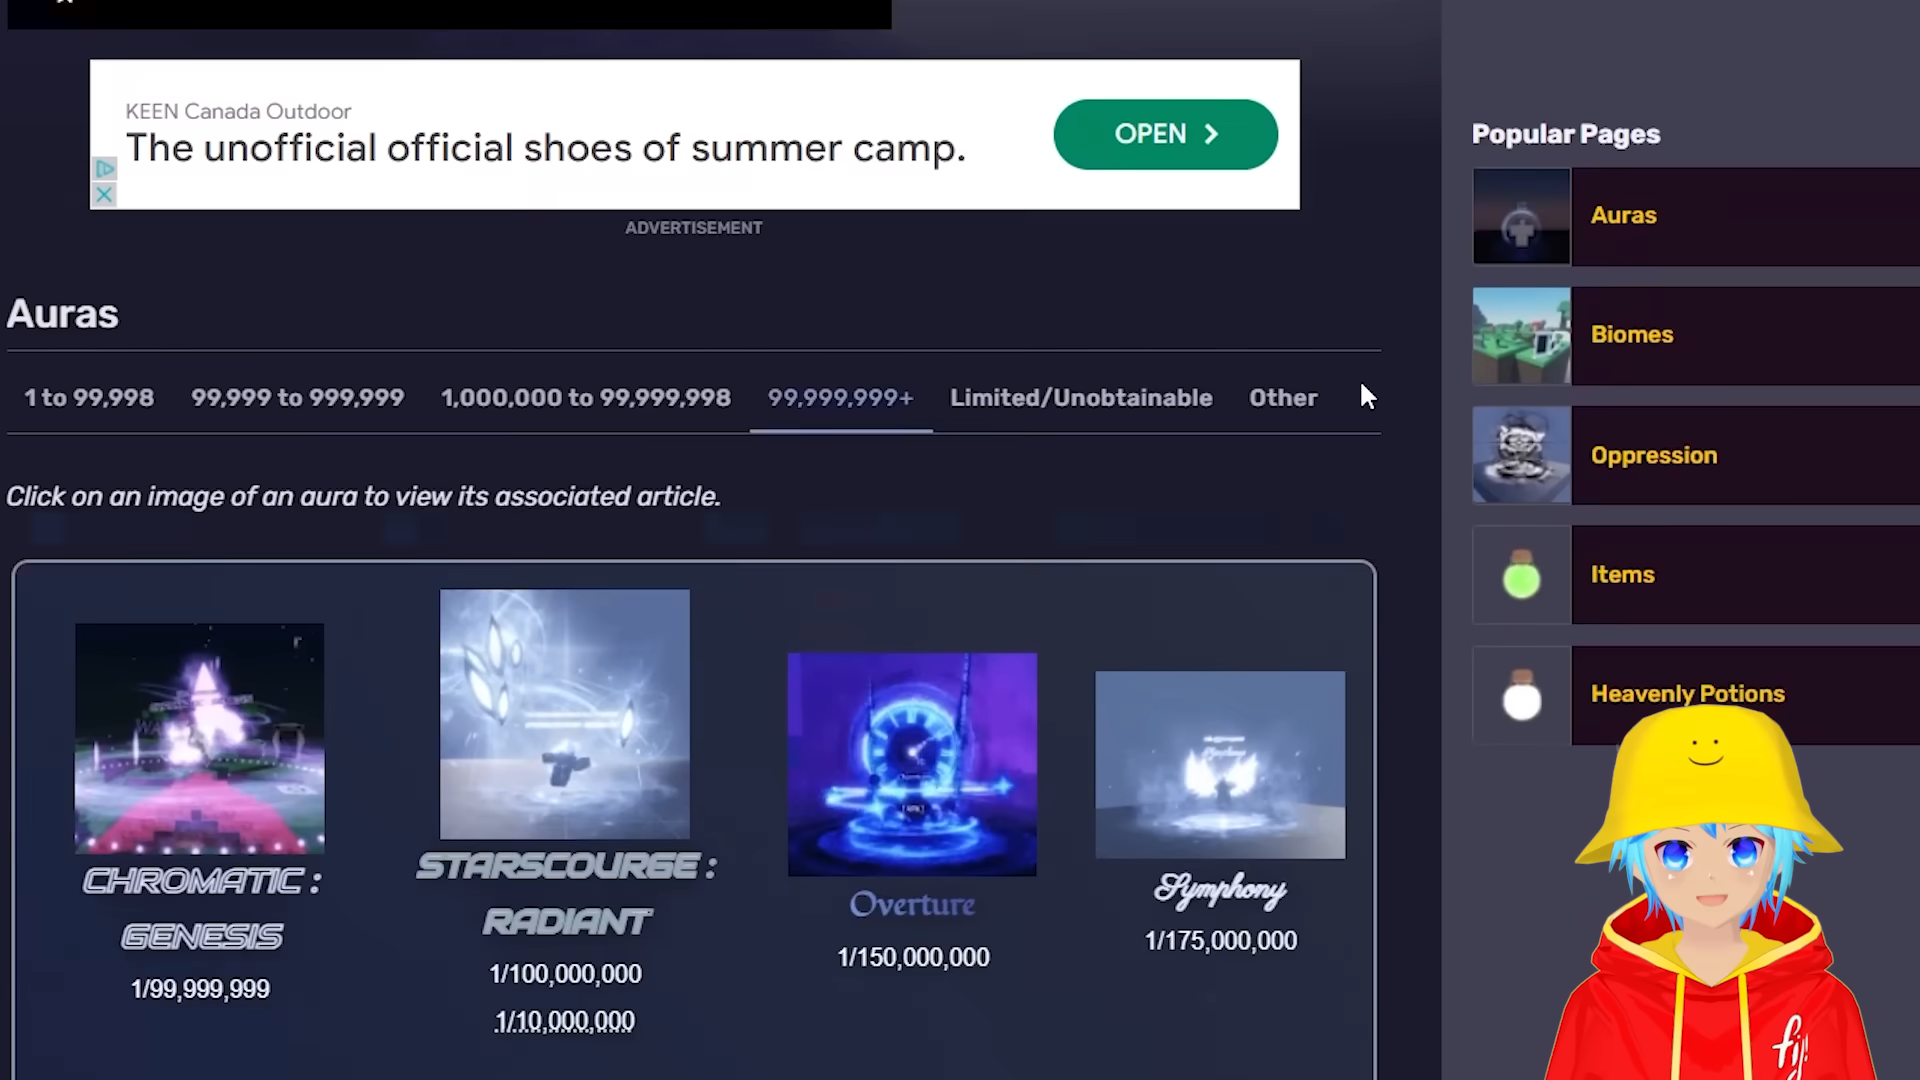 KEEN Canada Outdoor
The unofficial official shoes of summer camp.
OPEN
ADVERTISEMENT
Auras
1 to 99,998 99,999 to 999,999 1,000,000 to 99,999,998 99,999,999+ Limited/Unobtainable Other
Click on an image of an aura to view its associated article.
CHROMATIC :
GENESIS
1/99,999,999
STARSCOURGE :
RADIANT
1/100,000,000
1/10,000,000
Overture
1/150,000,000
Symphony
1/175,000,000
Popular Pages
Auras
Biomes
Oppression
Items
Heavenly Potions